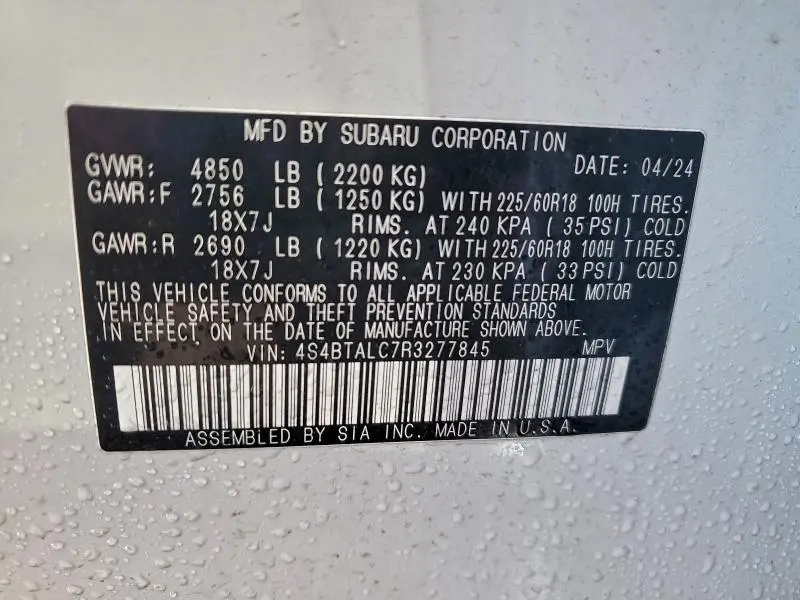 MFD BY SUBARU CORPORATION
GVWR: 4850 LB ( 2200 KG) DATE: 04/24
GAWR:F 2756 LB ( 1250 KG) WITH 225/60R18 100H TIRES.
18X7J RIMS. AT 240 KPA ( 35 PSI) COLD
GAWR:R 2690 LB ( 1220 KG) WITH 225/60R18 100H TIRES.
18X7J RIMS. AT 230 KPA ( 33 PSI) COLD
THIS VEHICLE CONFORMS TO ALL APPLICABLE FEDERAL MOTOR
VEHICLE SAFETY AND THEFT PREVENTION STANDARDS
IN EFFECT ON THE DATE OF MANUFACTURE SHOWN ABOVE.
VIN: 4S4BTALC7R3277845 MPV
ASSEMBLED BY SIA INC. MADE IN U.S.A.